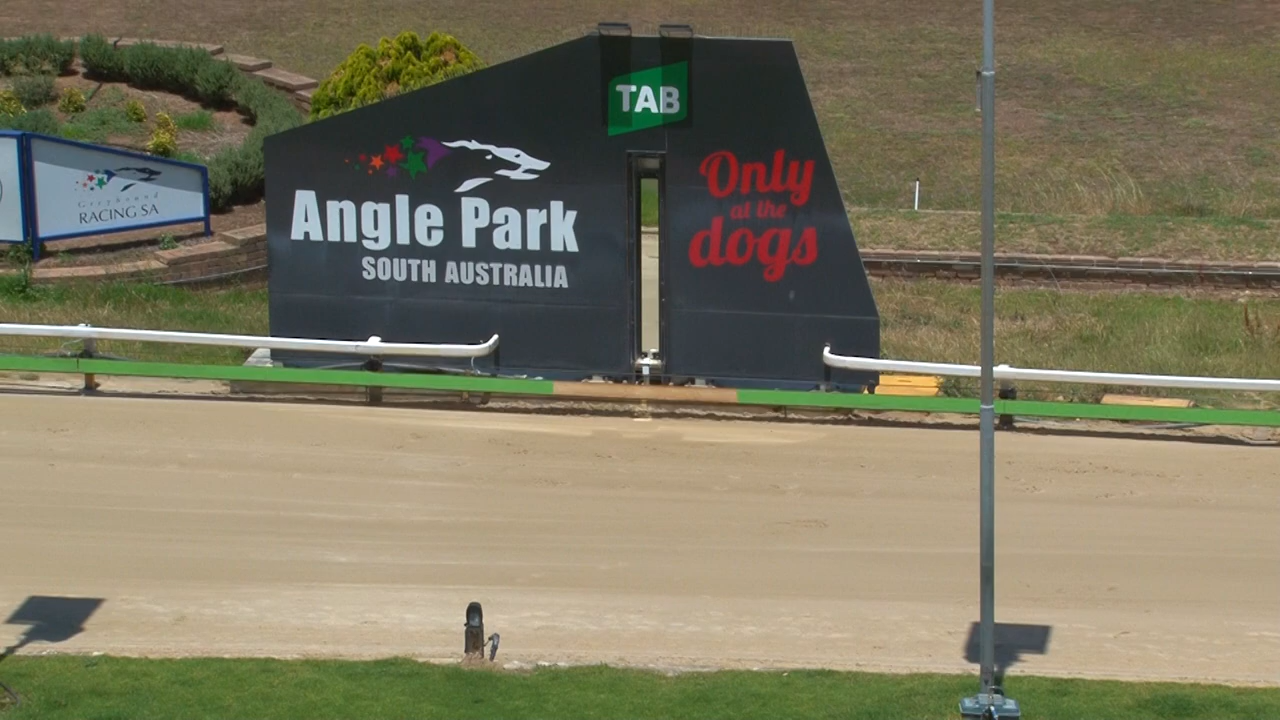 TAB
Angle Park
SOUTH AUSTRALIA
Only
at the
dogs
Greyhound
RACING SA